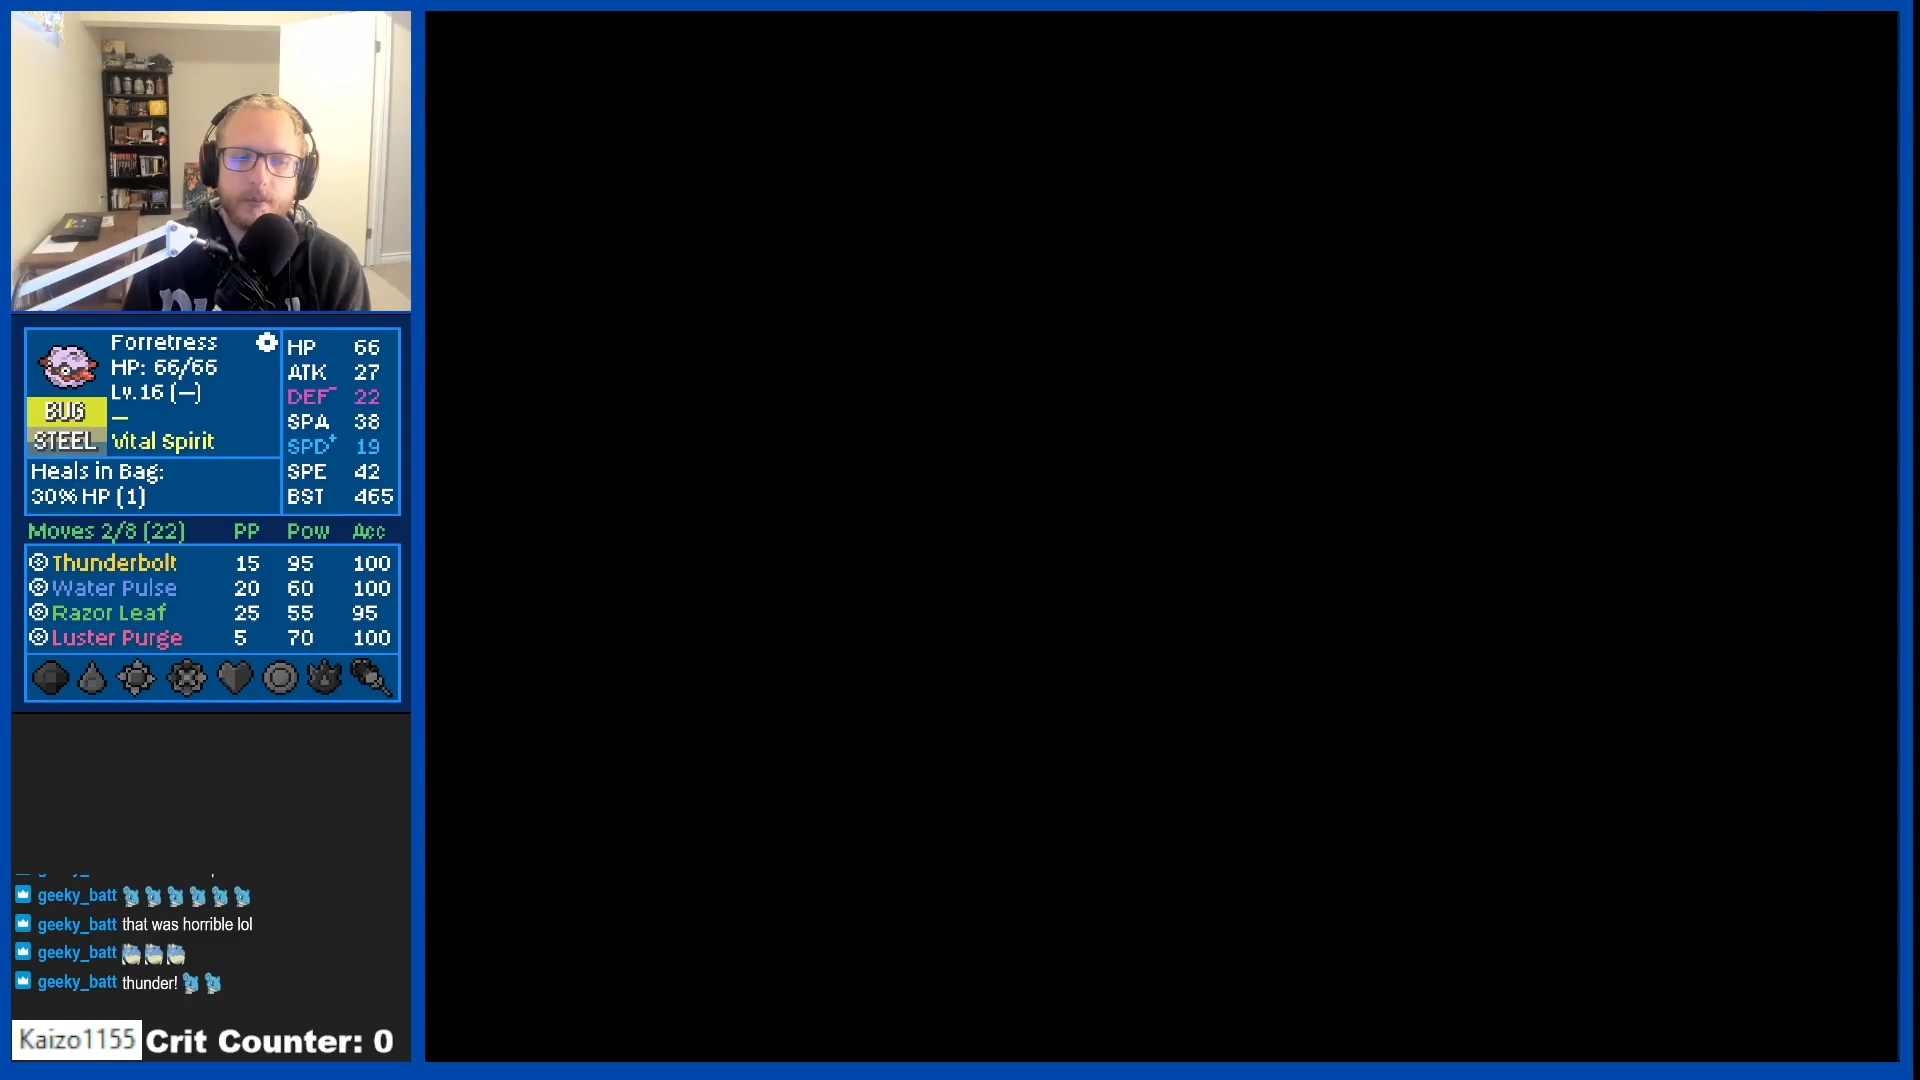 Forretress
HP: 66/66
Lv.16 (—)
—
BUG
STEEL
Vital Spirit
Heals in Bag:
30% HP (1)
HP 66
ATK 27
DEF- 22
SPA 38
SPD+ 19
SPE 42
BST 465
Moves 2/8 (22) PP Pow Acc
Thunderbolt 15 95 100
Water Pulse 20 60 100
Razor Leaf 25 55 95
Luster Purge 5 70 100
geeky_batt
geeky_batt that was horrible lol
geeky_batt
geeky_batt thunder!
Kaizo1155 Crit Counter: 0